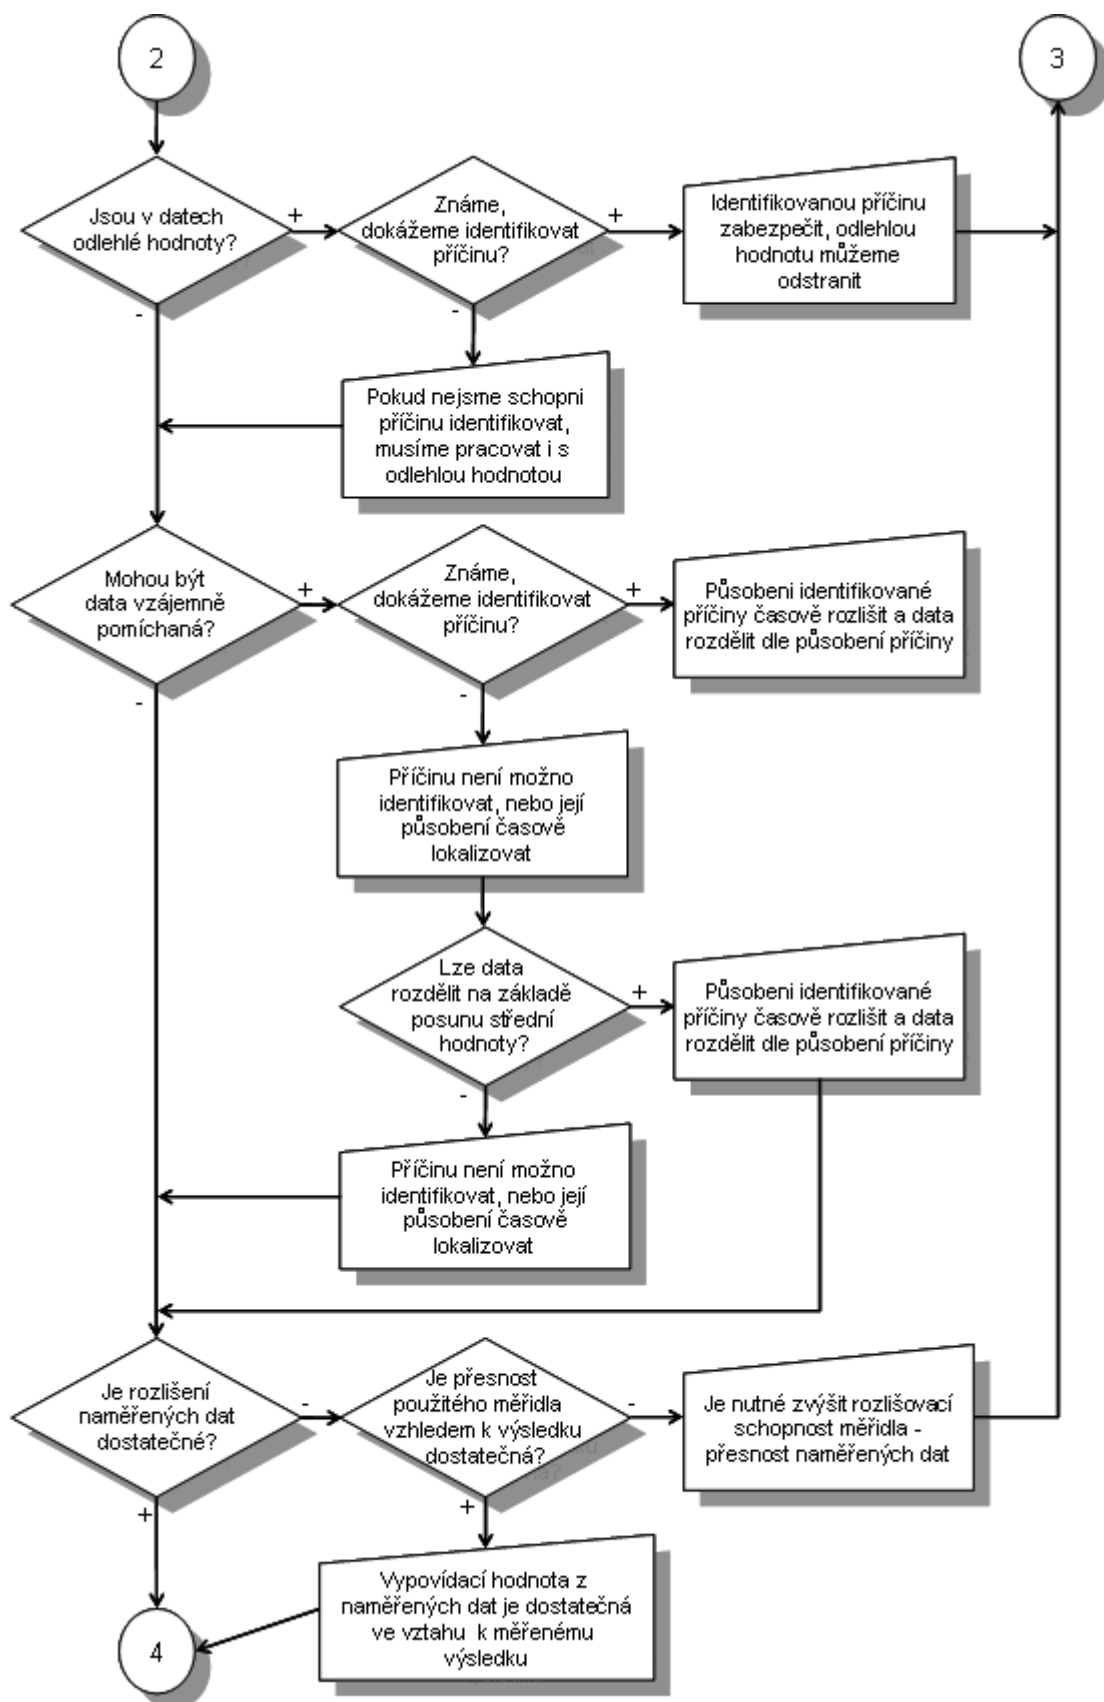 2
3
Jsou v datech
odlehlé hodnoty?
+
-
Známe,
dokážeme identifikovat
příčinu?
+
-
Identifikovanou příčinu
zabezpečit, odlehlou
hodnotu můžeme
odstranit
Pokud nejsme schopni
příčinu identifikovat,
musíme pracovat i s
odlehlou hodnotou
Mohou být
data vzájemně
pomíchaná?
+
-
Známe,
dokážeme identifikovat
příčinu?
+
-
Působeni identifikované
příčiny časově rozlišit a data
rozdělit dle působení příčiny
Příčinu není možno
identifikovat, nebo její
působení časově
lokalizovat
Lze data
rozdělit na základě
posunu střední
hodnoty?
+
-
Působeni identifikované
příčiny časově rozlišit a data
rozdělit dle působení příčiny
Příčinu není možno
identifikovat, nebo její
působení časově
lokalizovat
Je rozlišení
naměřených dat
dostatečné?
-
+
Je přesnost
použitého měřidla
vzhledem k výsledku
dostatečná?
-
+
Je nutné zvýšit rozlišovací
schopnost měřidla -
přesnost naměřených dat
Vypovídací hodnota z
naměřených dat je dostatečná
ve vztahu k měřenému
výsledku
4